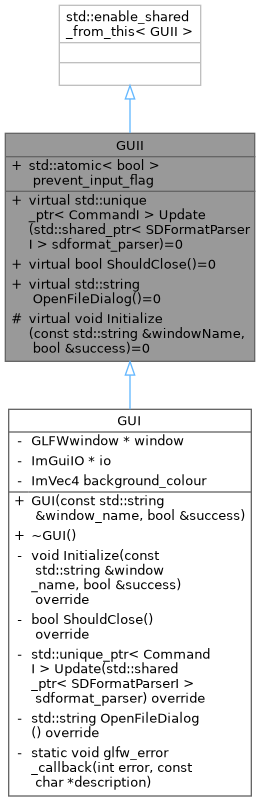 std::enable_shared
_from_this< GUII >
GUII
+ std::atomic< bool >
prevent_input_flag
+ virtual std::unique
_ptr< CommandI > Update
(std::shared_ptr< SDFormatParser
I > sdformat_parser)=0
+ virtual bool ShouldClose()=0
+ virtual std::string
OpenFileDialog()=0
# virtual void Initialize
(const std::string &windowName,
bool &success)=0
GUI
- GLFWwindow * window
- ImGuiIO * io
- ImVec4 background_colour
+ GUI(const std::string
&window_name, bool &success)
+ ~GUI()
- void Initialize(const
std::string &window
_name, bool &success)
override
- bool ShouldClose()
override
- std::unique_ptr< Command
I > Update(std::shared
_ptr< SDFormatParserI >
sdformat_parser) override
- std::string OpenFileDialog
() override
- static void glfw_error
_callback(int error, const
char *description)